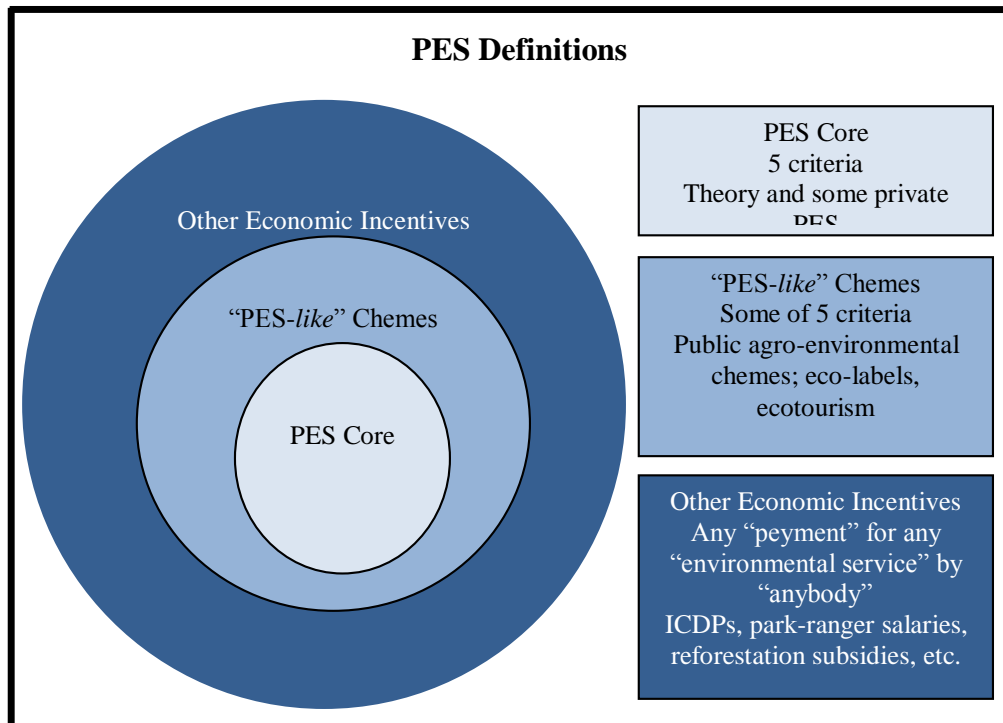 PES Definitions
Other Economic Incentives
“PES-like” Chemes
PES Core
PES Core
5 criteria
Theory and some private
PES
“PES-like” Chemes
Some of 5 criteria
Public agro-environmental
chemes; eco-labels,
ecotourism
Other Economic Incentives
Any “peyment” for any
“environmental service” by
“anybody”
ICDPs, park-ranger salaries,
reforestation subsidies, etc.